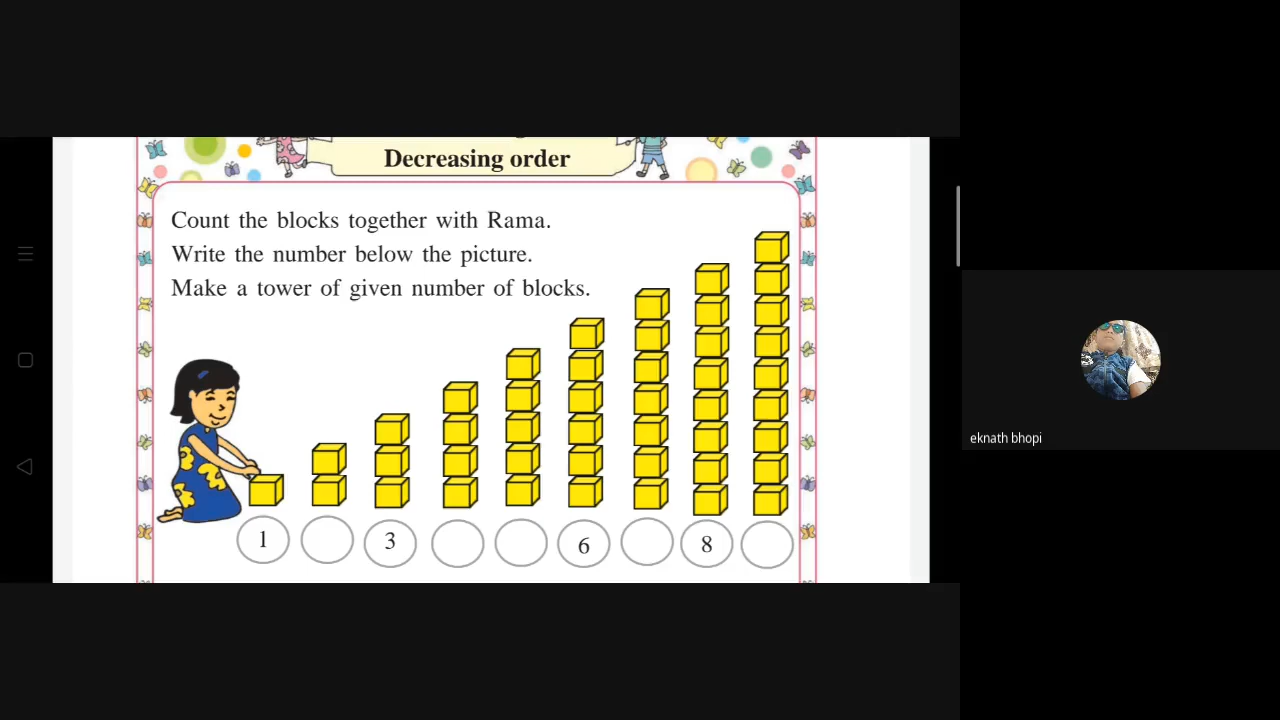 Decreasing order
Count the blocks together with Rama.
Write the number below the picture.
Make a tower of given number of blocks.
1 3 6 8
eknath bhopi